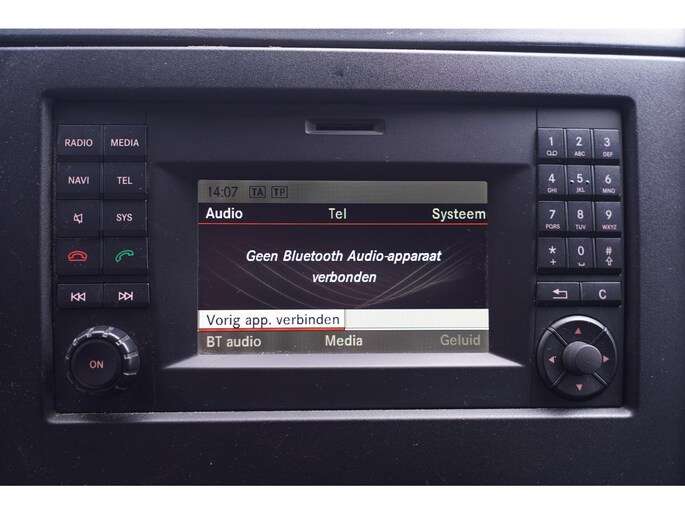 RADIO MEDIA
NAVI TEL
SYS
ON
14:07 TA TP
Audio Tel Systeem
Geen Bluetooth Audio-apparaat
verbonden
Vorig app. verbinden
BT audio Media Geluid
1 2 3
ABC DEF
4 5 6
GHI JKL MNO
7 8 9
PQRS TUV WXYZ
* 0 #
+
C